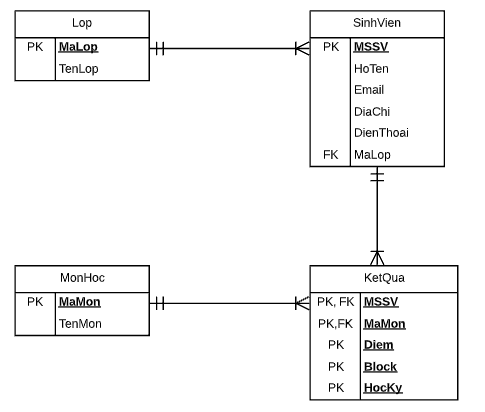 Lop
PK MaLop
TenLop
SinhVien
PK MSSV
HoTen
Email
DiaChi
DienThoai
FK MaLop
MonHoc
PK MaMon
TenMon
KetQua
PK, FK MSSV
PK,FK MaMon
PK Diem
PK Block
PK HocKy